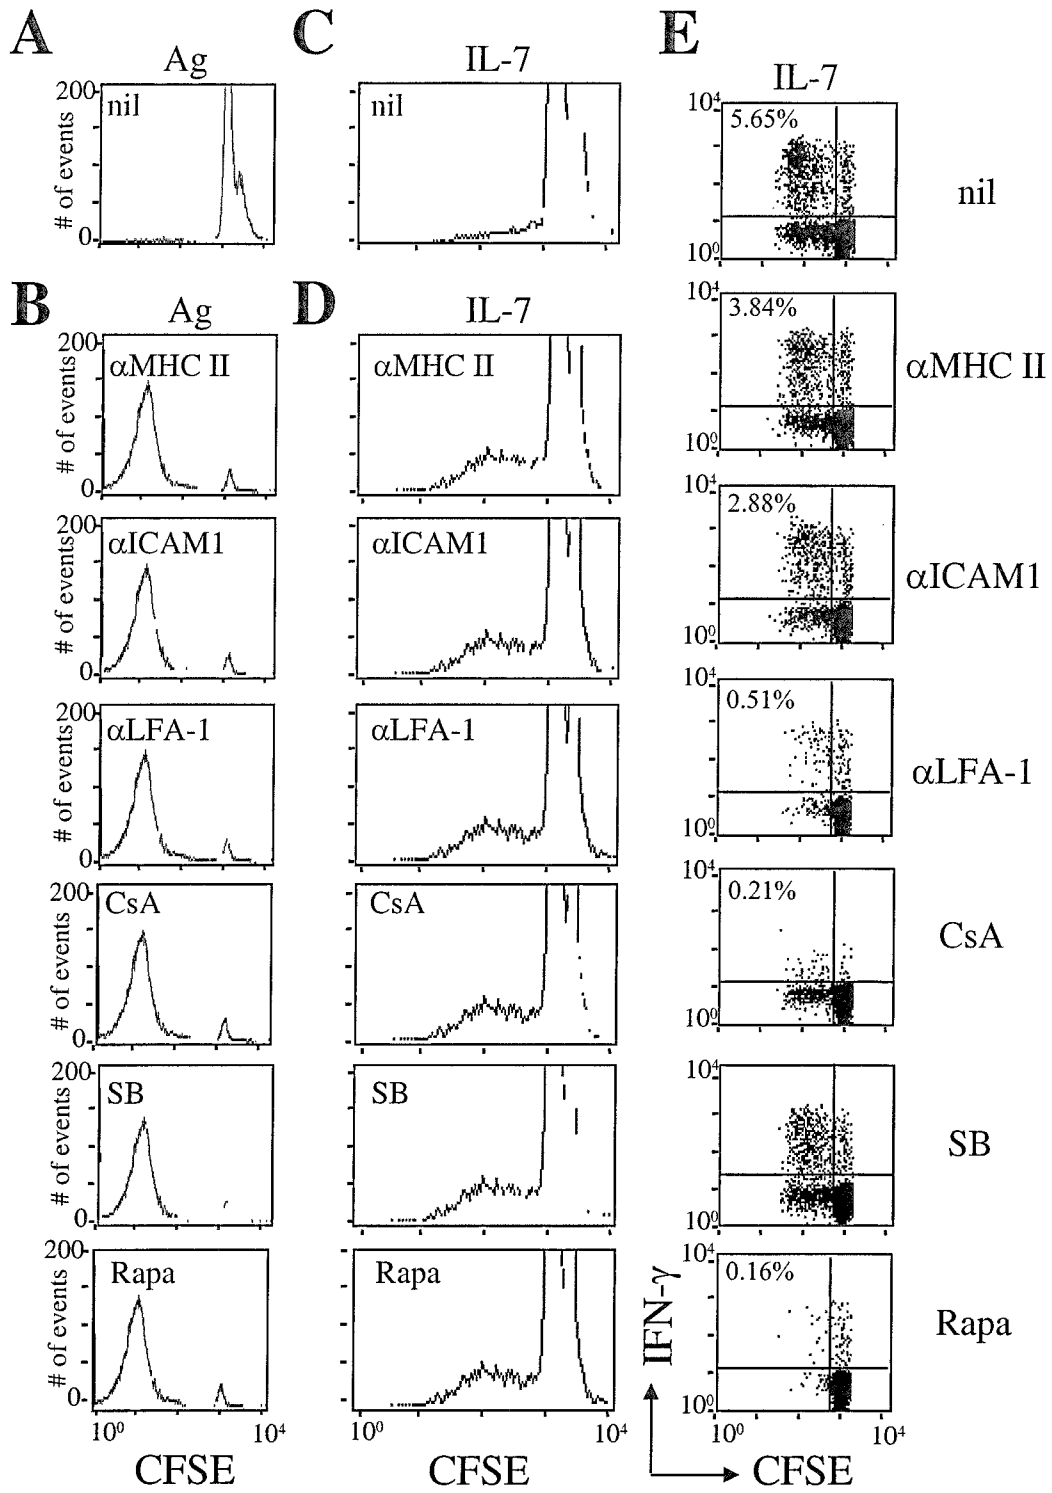 A
Ag
200
nil
# of events
0
B
Ag
200
αMHC II
# of events
0
200
αICAM1
# of events
0
200
αLFA-1
# of events
0
200
CsA
# of events
0
200
SB
# of events
0
200
Rapa
# of events
0
10⁰ 10⁴
CFSE
C
IL-7
nil
D
IL-7
αMHC II
αICAM1
αLFA-1
CsA
SB
Rapa
10⁰ 10⁴
CFSE
E
IL-7
10⁴
5.65%
nil
10⁰
10⁴
3.84%
αMHC II
10⁰
10⁴
2.88%
αICAM1
10⁰
10⁴
0.51%
αLFA-1
10⁰
10⁴
0.21%
CsA
10⁰
10⁴
SB
10⁰
10⁴
0.16%
Rapa
10⁰
10⁰ 10⁴
IFN-γ
CFSE